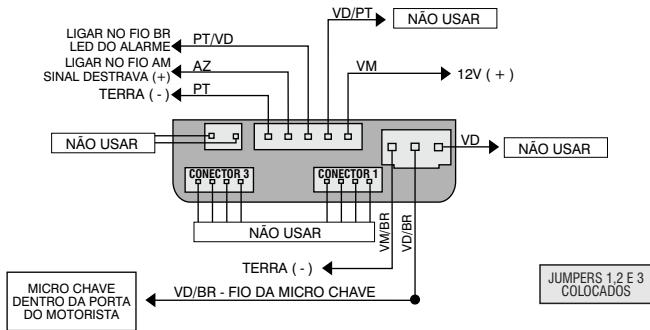 VD/PT
NÃO USAR
LIGAR NO FIO BR
LED DO ALARME
PT/VD
LIGAR NO FIO AM
SINAL DESTRAVA (+)
AZ
VM
12V ( + )
TERRA ( - )
PT
NÃO USAR
VD
NÃO USAR
CONECTOR 3
CONECTOR 1
NÃO USAR
VM/BR
VD/BR
TERRA ( - )
MICRO CHAVE
DENTRO DA PORTA
DO MOTORISTA
VD/BR - FIO DA MICRO CHAVE
JUMPERS 1,2 E 3
COLOCADOS